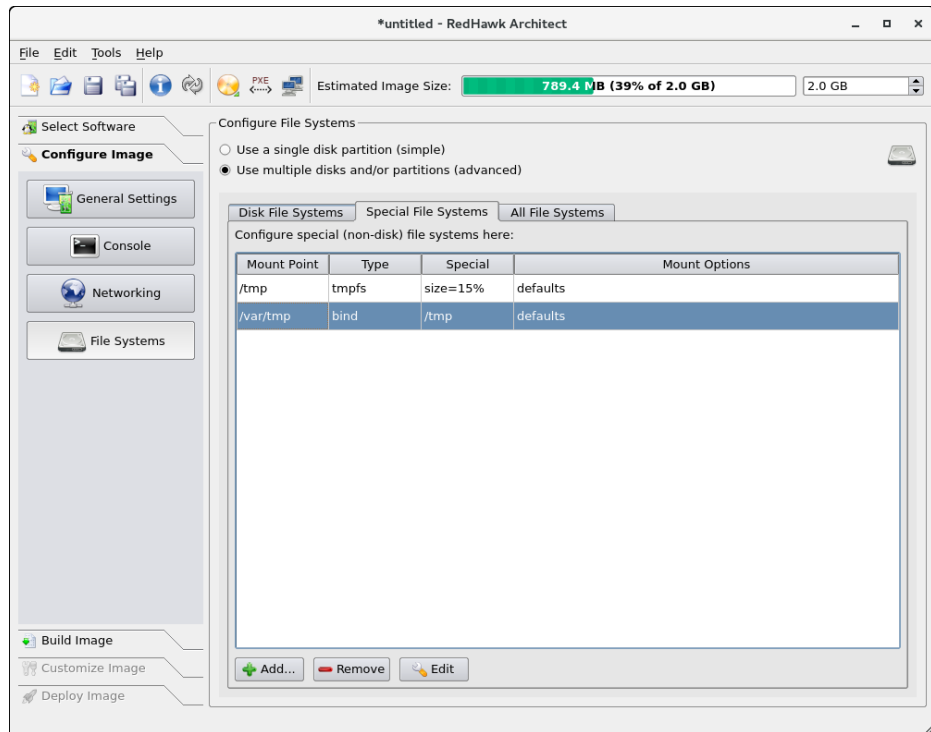 *untitled - RedHawk Architect
File Edit Tools Help
PXE
Estimated Image Size: 789.4 MB (39% of 2.0 GB) 2.0 GB
Select Software
Configure Image
General Settings
Console
Networking
File Systems
Build Image
Customize Image
Deploy Image
Configure File Systems
Use a single disk partition (simple)
Use multiple disks and/or partitions (advanced)
Disk File Systems Special File Systems All File Systems
Configure special (non-disk) file systems here:
Mount Point Type Special Mount Options
/tmp tmpfs size=15% defaults
/var/tmp bind /tmp defaults
Add... Remove Edit